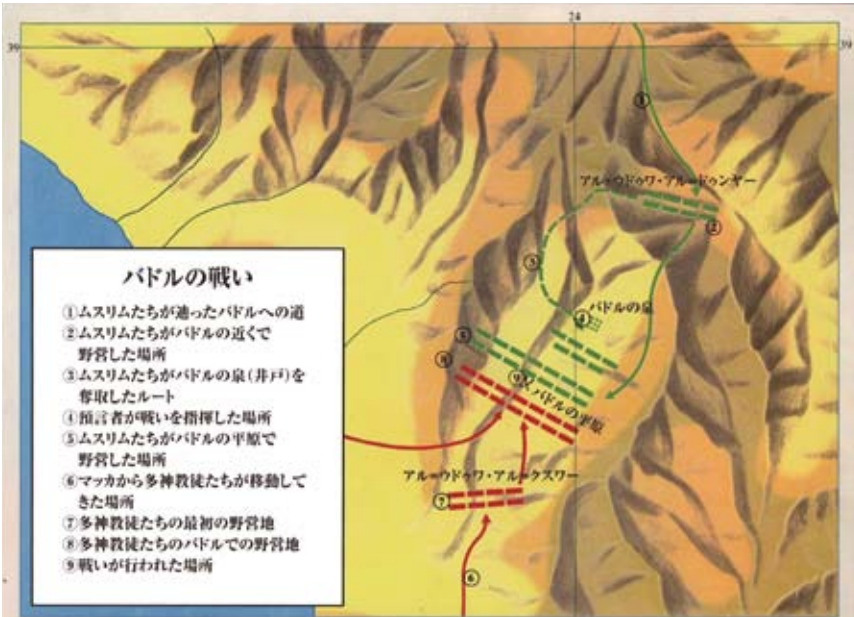 24
39
39
①
アル=ウドゥワ・アル=ドゥンヤー
②
③
バドルの泉
④
⑤
⑧
⑨
バドルの平原
アル=ウドゥワ・アル=クスワー
⑦
⑥
バドルの戦い
①ムスリムたちが通ったバドルへの道
②ムスリムたちがバドルの近くで
野営した場所
③ムスリムたちがバドルの泉(井戸)を
奪取したルート
④預言者が戦いを指揮した場所
⑤ムスリムたちがバドルの平原で
野営した場所
⑥マッカから多神教徒たちが移動して
きた場所
⑦多神教徒たちの最初の野営地
⑧多神教徒たちのバドルでの野営地
⑨戦いが行われた場所